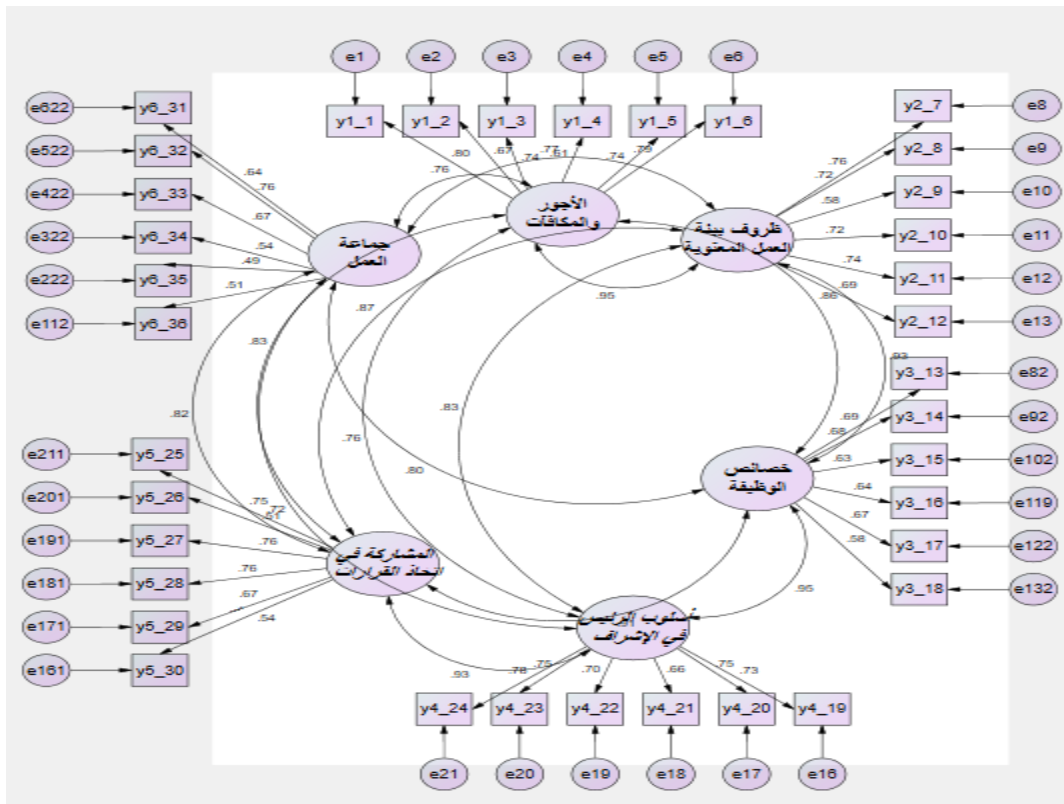 e1
e2
e3
e4
e5
e6
y1_1
y1_2
y1_3
y1_4
y1_5
y1_6
.80
.67
.74
.77
.61
.79
e622
y6_31
e522
y6_32
e422
y6_33
e322
y6_34
e222
y6_35
e112
y6_36
.64
.76
.67
.54
.49
.51
y2_7
e8
y2_8
e9
y2_9
e10
y2_10
e11
y2_11
e12
y2_12
e13
.76
.72
.58
.72
.74
.69
جماعة
العمل
الأجور
والمكافآت
ظروف بيئة
العمل المعنوية
.76
.74
.95
.87
.86
.93
.83
.83
.82
.76
.80
y3_13
e82
y3_14
e92
y3_15
e102
y3_16
e119
y3_17
e122
y3_18
e132
.69
.68
.63
.64
.67
.58
خصائص
الوظيفة
.95
e211
y5_25
e201
y5_26
e191
y5_27
e181
y5_28
e171
y5_29
e161
y5_30
.75
.72
.51
.76
.76
.67
.54
المشاركة في
اتخاذ القرارات
أسلوب الرئيس
في الإشراف
.93
.78
.75
.70
.66
.75
.73
y4_24
y4_23
y4_22
y4_21
y4_20
y4_19
e21
e20
e19
e18
e17
e16